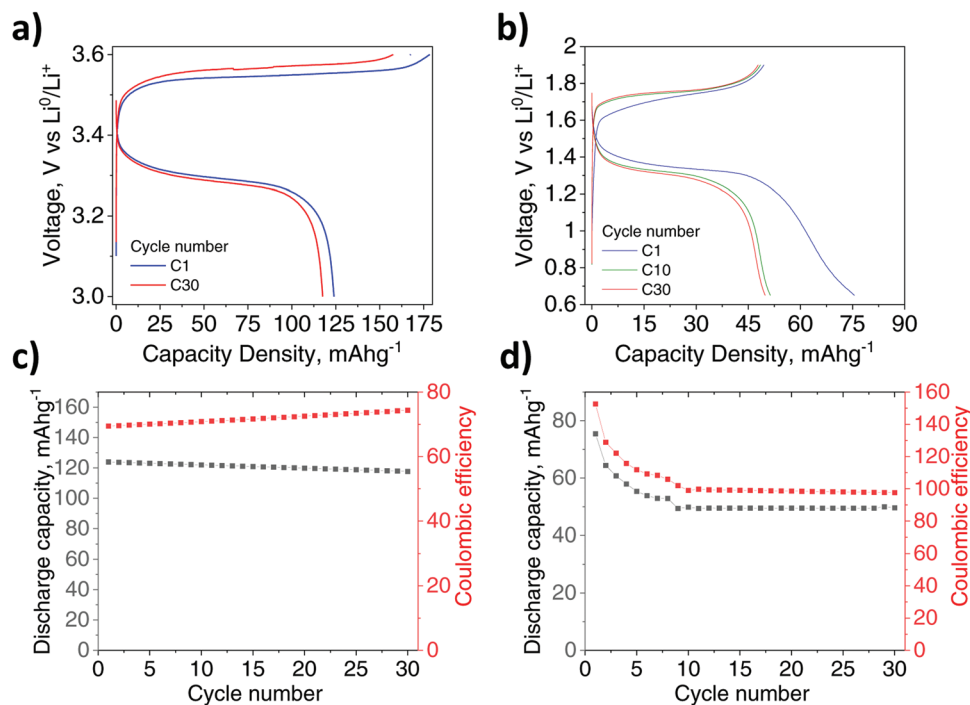 a)
3.6
3.4
3.2
3.0
Voltage, V vs Li⁰/Li⁺
Cycle number
C1
C30
0 25 50 75 100 125 150 175
Capacity Density, mAhg⁻¹
b)
2
1.8
1.6
1.4
1.2
1
0.8
0.6
Voltage, V vs Li⁰/Li⁺
Cycle number
C1
C10
C30
0 15 30 45 60 75 90
Capacity Density, mAhg⁻¹
c)
160
140
120
100
80
60
40
20
0
Discharge capacity, mAhg⁻¹
80
60
40
20
0
Coulombic efficiency
0 5 10 15 20 25 30
Cycle number
d)
80
60
40
20
0
Discharge capacity, mAhg⁻¹
160
140
120
100
80
60
40
20
0
Coulombic efficiency
0 5 10 15 20 25 30
Cycle number